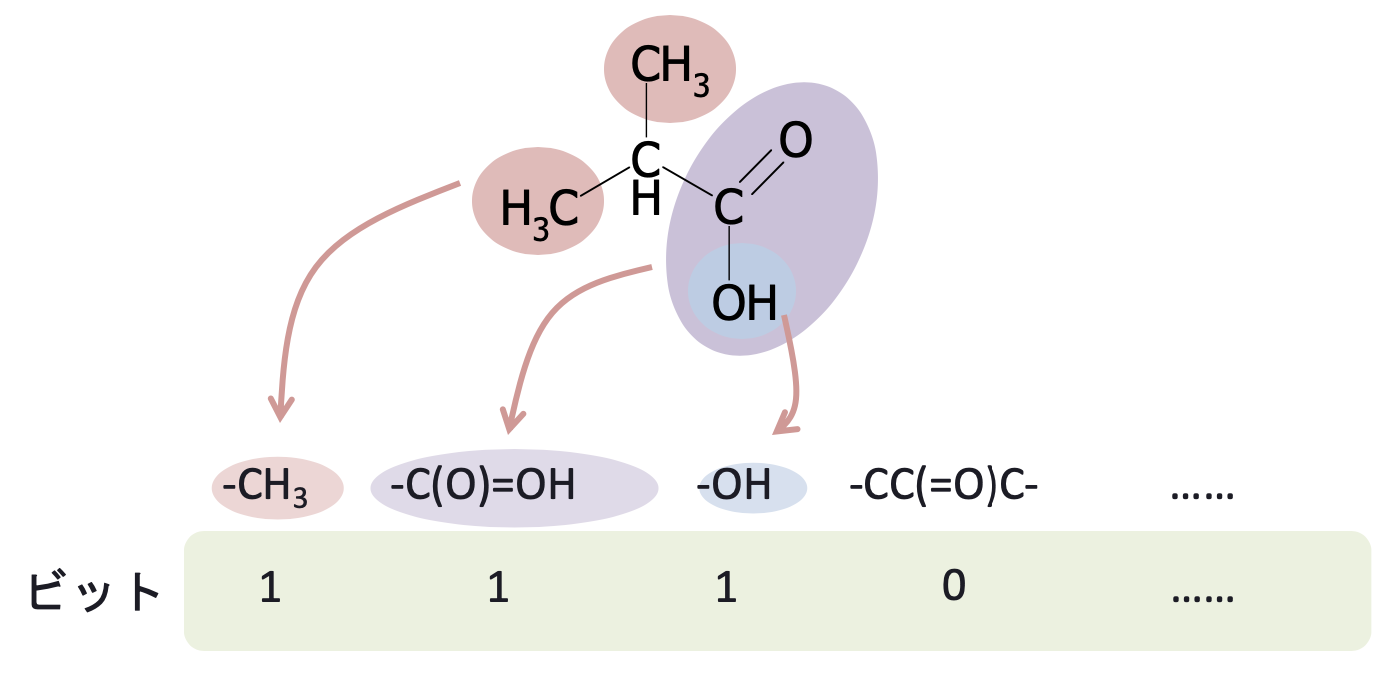 CH₃
O
C
H
H₃C
C
OH
-CH₃ -C(O)=OH -OH -CC(=O)C- ……
ビット 1 1 1 0 ……